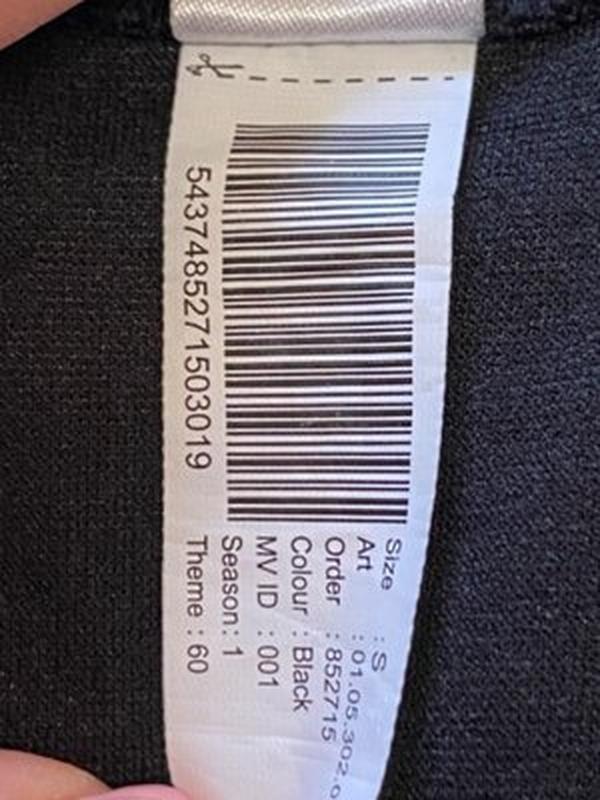 5437485271503019
Size : S
Art : 01.05.302.0
Order : 852715
Colour : Black
MV ID : 001
Season: 1
Theme : 60